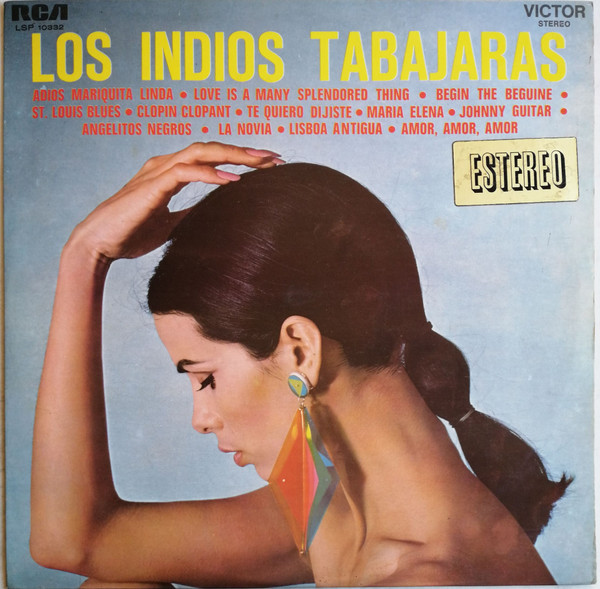 RCA
LSP 10332
VICTOR
STEREO
LOS INDIOS TABAJARAS
ADIOS MARIQUITA LINDA • LOVE IS A MANY SPLENDORED THING • BEGIN THE BEGUINE •
ST. LOUIS BLUES • CLOPIN CLOPANT • TE QUIERO DIJISTE • MARIA ELENA • JOHNNY GUITAR •
ANGELITOS NEGROS • LA NOVIA • LISBOA ANTIGUA • AMOR, AMOR, AMOR
ESTEREO